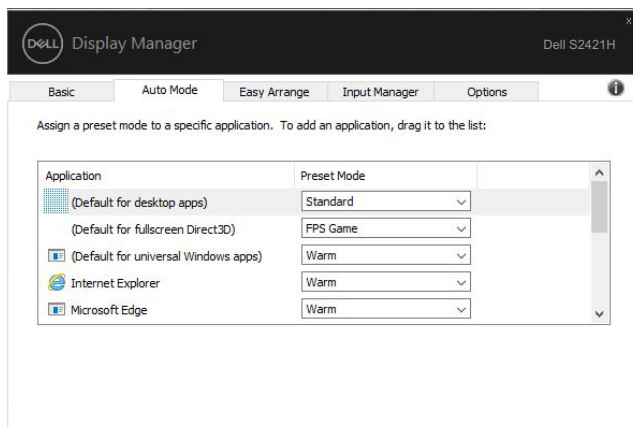 DELL Display Manager Dell S2421H
Basic Auto Mode Easy Arrange Input Manager Options
Assign a preset mode to a specific application. To add an application, drag it to the list:
Application Preset Mode
(Default for desktop apps) Standard
(Default for fullscreen Direct3D) FPS Game
(Default for universal Windows apps) Warm
Internet Explorer Warm
Microsoft Edge Warm